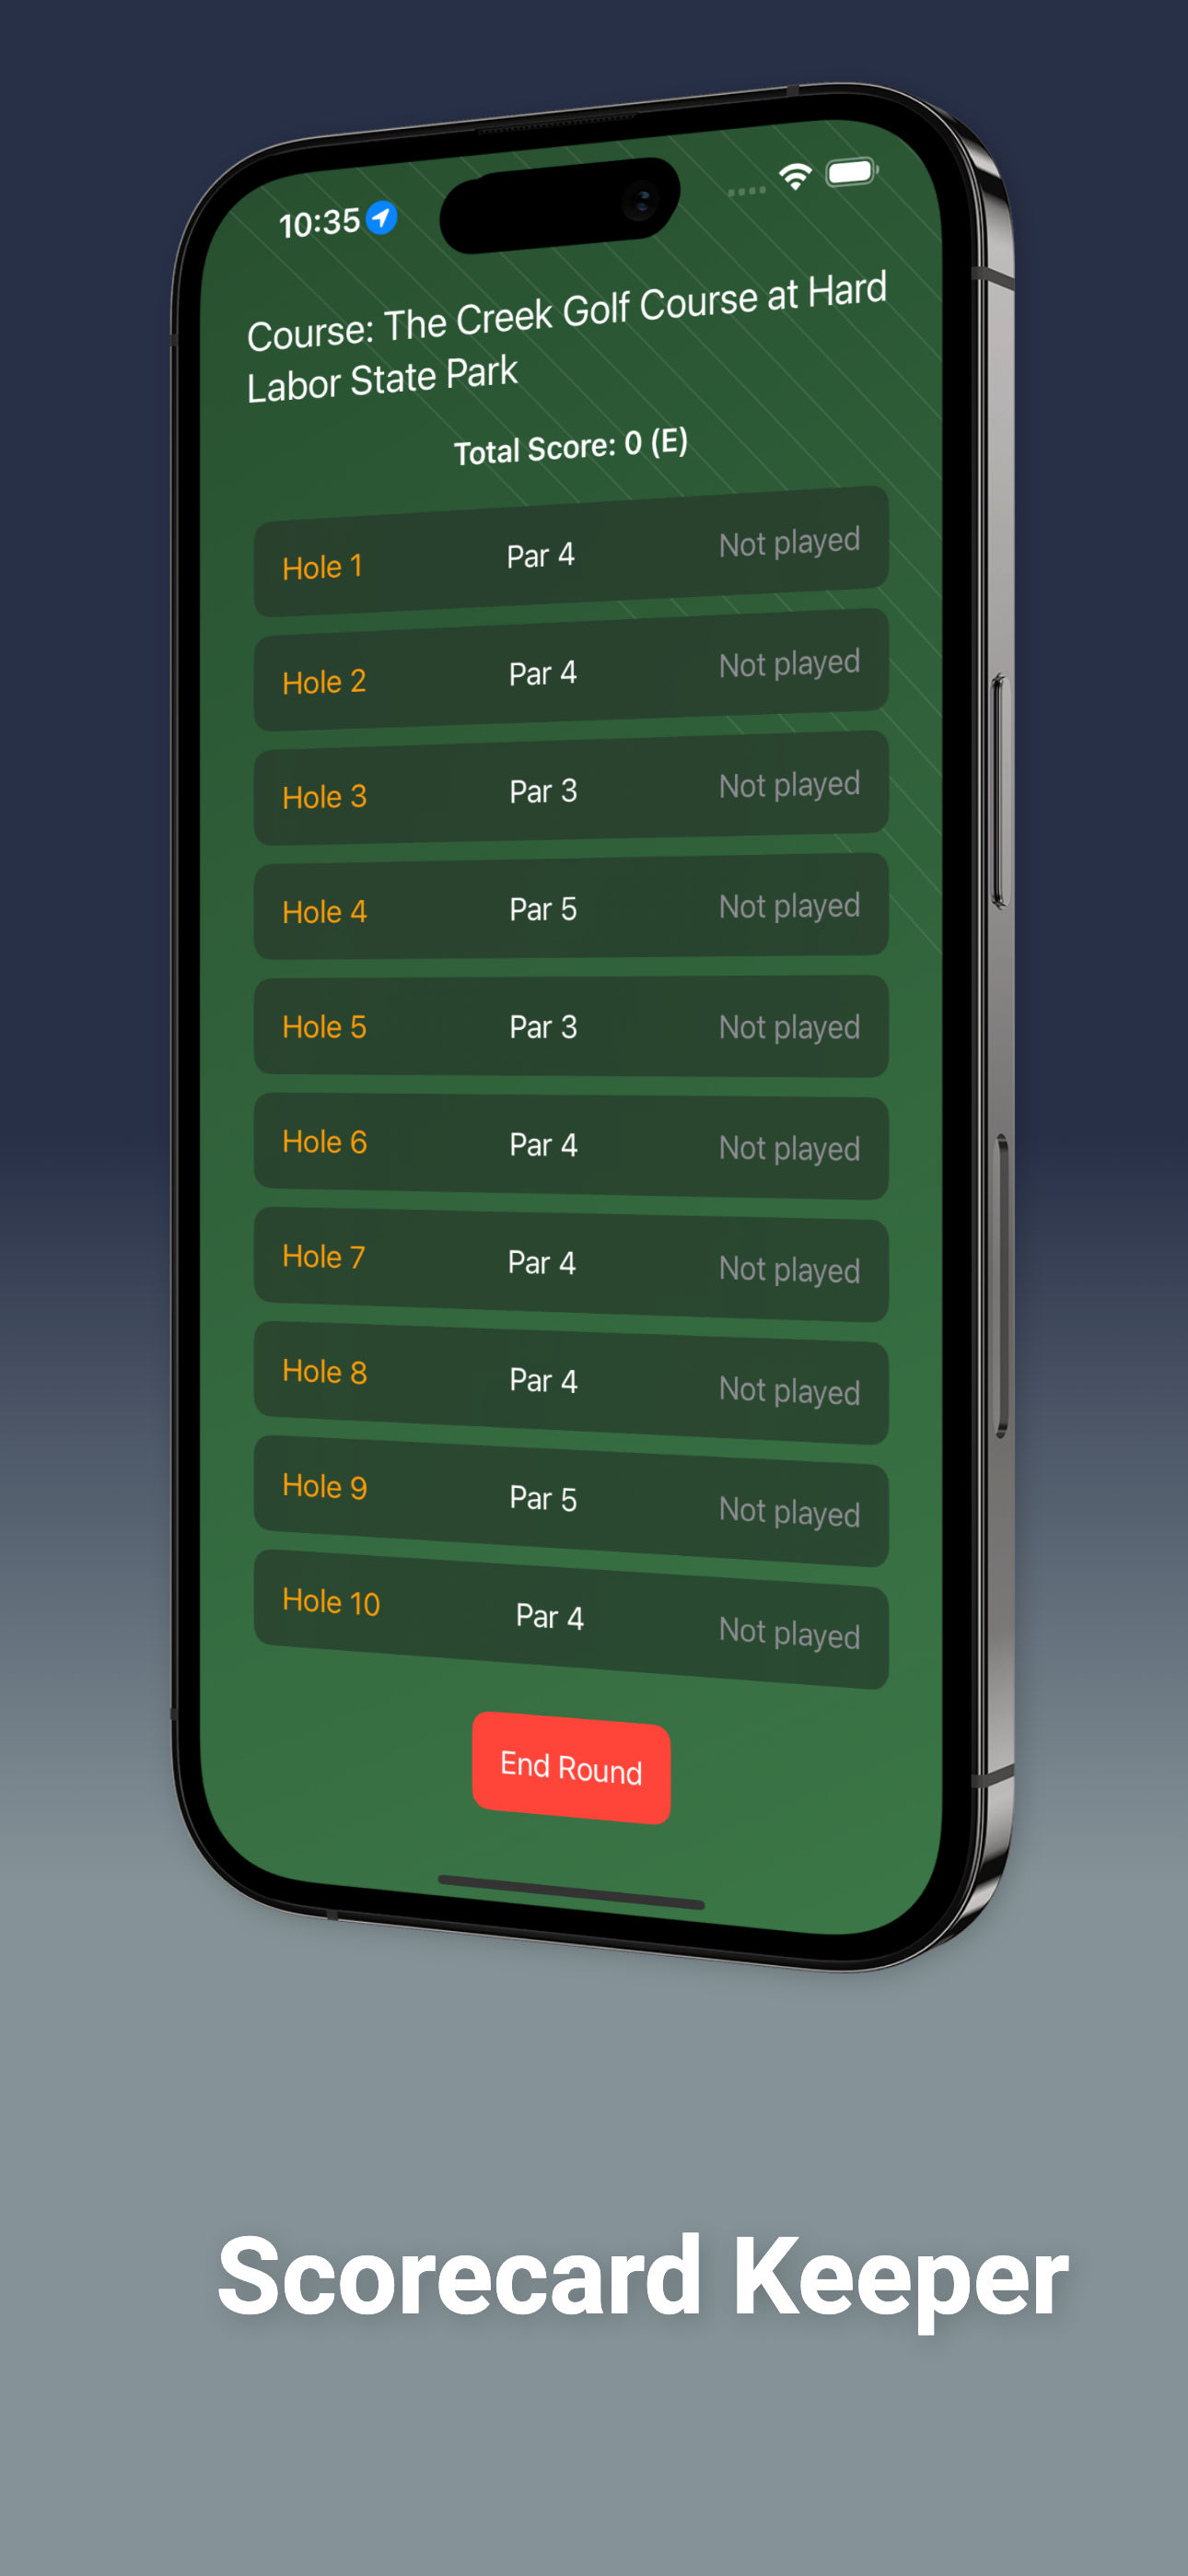 10:35
Course: The Creek Golf Course at Hard
Labor State Park
Total Score: 0 (E)
Hole 1 Par 4 Not played
Hole 2 Par 4 Not played
Hole 3 Par 3 Not played
Hole 4 Par 5 Not played
Hole 5 Par 3 Not played
Hole 6 Par 4 Not played
Hole 7 Par 4 Not played
Hole 8 Par 4 Not played
Hole 9 Par 5 Not played
Hole 10 Par 4 Not played
End Round
Scorecard Keeper